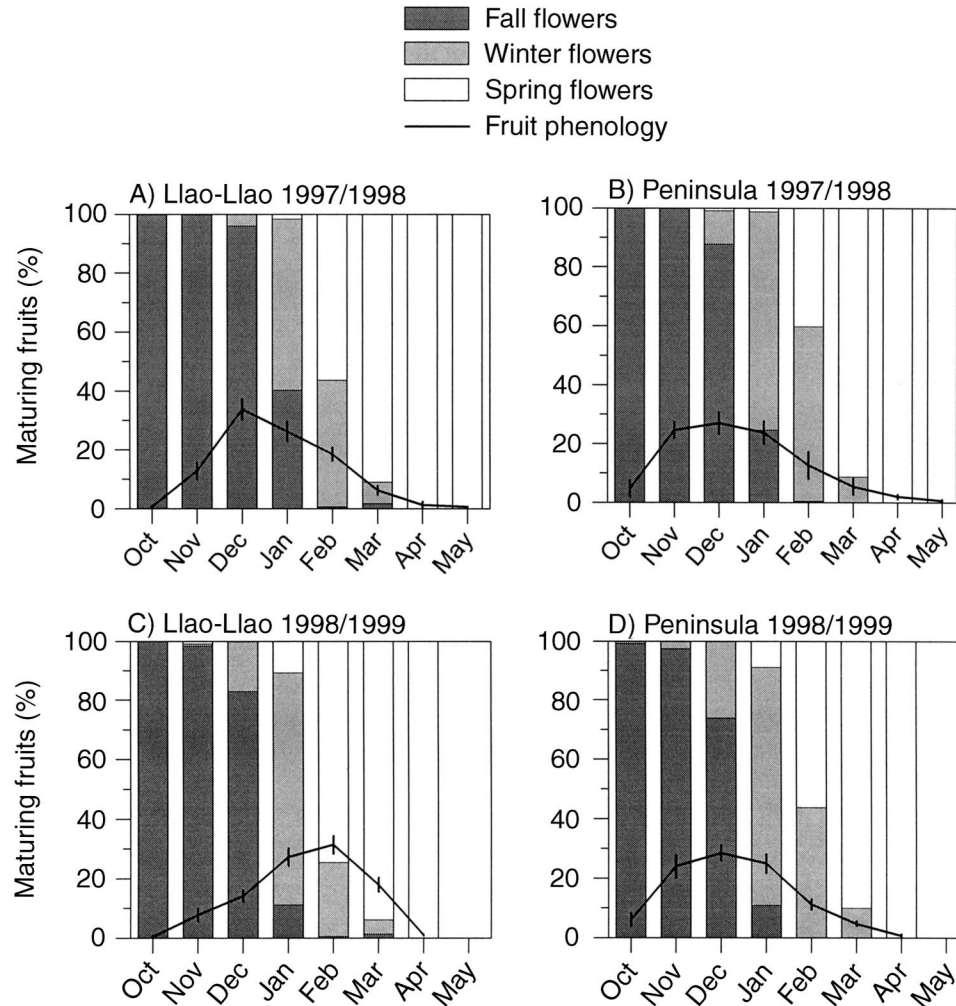 Fall flowers
Winter flowers
Spring flowers
Fruit phenology
A) Llao-Llao 1997/1998
B) Peninsula 1997/1998
Maturing fruits (%)
100
80
60
40
20
0
Oct
Nov
Dec
Jan
Feb
Mar
Apr
May
100
80
60
40
20
0
Oct
Nov
Dec
Jan
Feb
Mar
Apr
May
C) Llao-Llao 1998/1999
D) Peninsula 1998/1999
Maturing fruits (%)
100
80
60
40
20
0
Oct
Nov
Dec
Jan
Feb
Mar
Apr
May
100
80
60
40
20
0
Oct
Nov
Dec
Jan
Feb
Mar
Apr
May